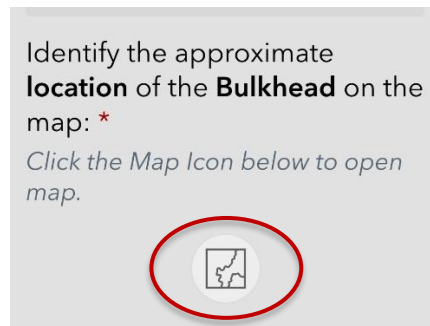 Identify the approximate
location of the Bulkhead on the
map: *
Click the Map Icon below to open
map.